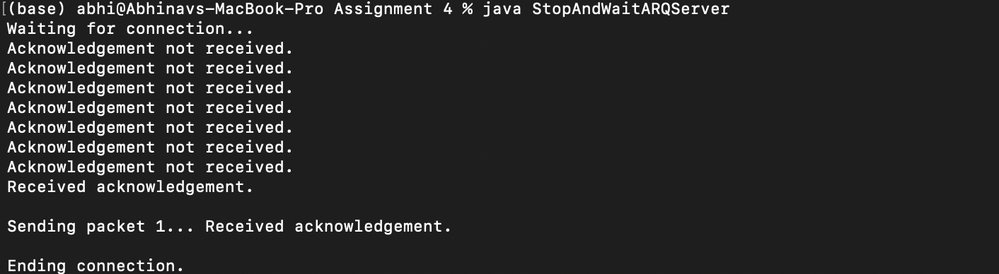 [(base) abhi@Abhinavs-MacBook-Pro Assignment 4 % java StopAndWaitARQServer
Waiting for connection...
Acknowledgement not received.
Acknowledgement not received.
Acknowledgement not received.
Acknowledgement not received.
Acknowledgement not received.
Acknowledgement not received.
Acknowledgement not received.
Received acknowledgement.
Sending packet 1... Received acknowledgement.
Ending connection.